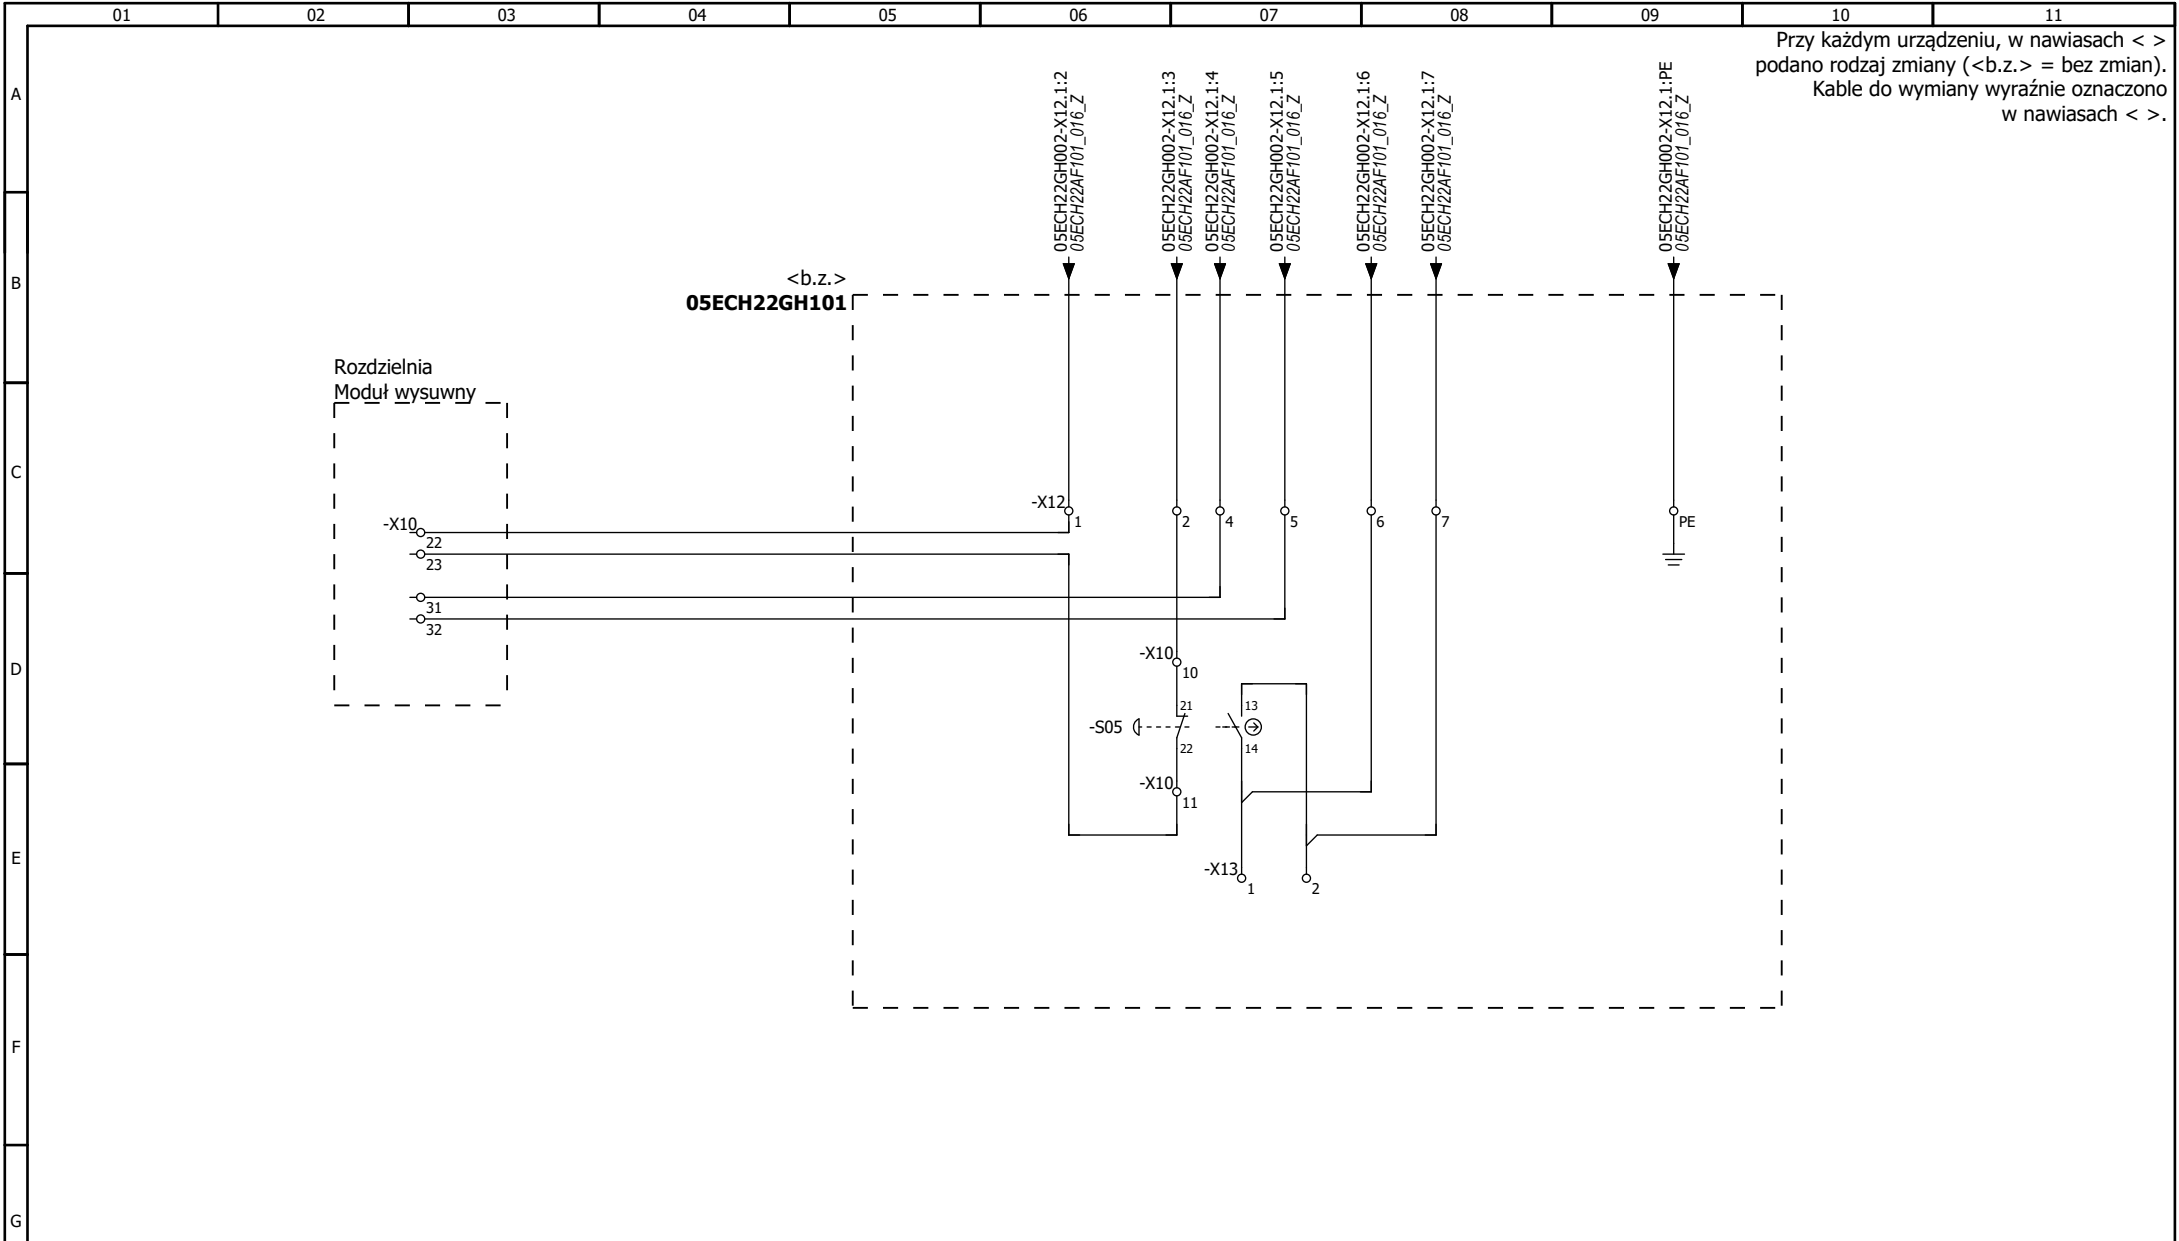 01 02 03 04 05 06 07 08 09 10 11
Przy każdym urządzeniu, w nawiasach < >
podano rodzaj zmiany (<b.z.> = bez zmian).
Kable do wymiany wyraźnie oznaczono
w nawiasach < >.
A
05ECH22GH002-X12.1:2
05ECH22AF101_016_Z
05ECH22GH002-X12.1:3
05ECH22AF101_016_Z
05ECH22GH002-X12.1:4
05ECH22AF101_016_Z
05ECH22GH002-X12.1:5
05ECH22AF101_016_Z
05ECH22GH002-X12.1:6
05ECH22AF101_016_Z
05ECH22GH002-X12.1:7
05ECH22AF101_016_Z
05ECH22GH002-X12.1:PE
05ECH22AF101_016_Z
B
<b.z.>
05ECH22GH101
Rozdzielnia
Moduł wysuwny
C
-X12
1 2 4 5 6 7 PE
-X10
22
23
31
32
D
-X10
10
21 13
-S05
22 14
-X10
11
E
-X13
1 2
F
G